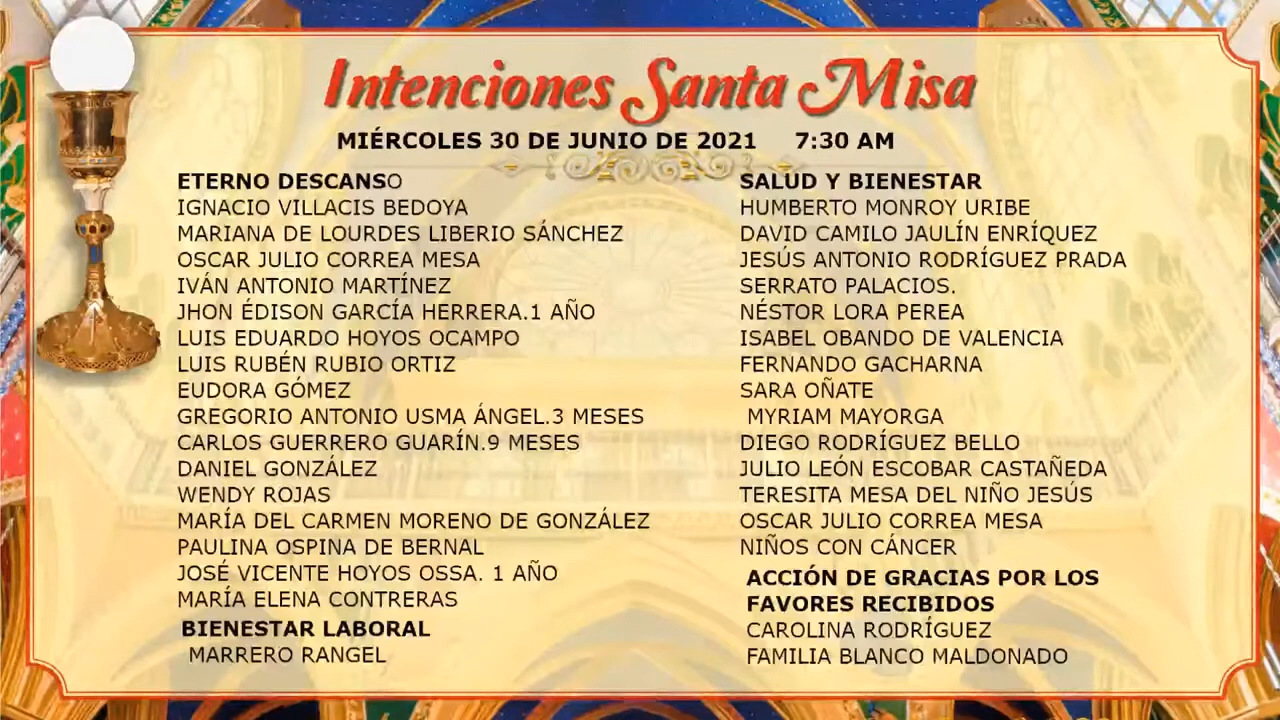 Intenciones Santa Misa
MIÉRCOLES 30 DE JUNIO DE 2021 7:30 AM
ETERNO DESCANSO
IGNACIO VILLACIS BEDOYA
MARIANA DE LOURDES LIBERIO SÁNCHEZ
OSCAR JULIO CORREA MESA
IVÁN ANTONIO MARTÍNEZ
JHON ÉDISON GARCÍA HERRERA.1 AÑO
LUIS EDUARDO HOYOS OCAMPO
LUIS RUBÉN RUBIO ORTIZ
EUDORA GÓMEZ
GREGORIO ANTONIO USMA ÁNGEL.3 MESES
CARLOS GUERRERO GUARÍN.9 MESES
DANIEL GONZÁLEZ
WENDY ROJAS
MARÍA DEL CARMEN MORENO DE GONZÁLEZ
PAULINA OSPINA DE BERNAL
JOSÉ VICENTE HOYOS OSSA. 1 AÑO
MARÍA ELENA CONTRERAS
BIENESTAR LABORAL
MARRERO RANGEL
SALUD Y BIENESTAR
HUMBERTO MONROY URIBE
DAVID CAMILO JAULÍN ENRÍQUEZ
JESÚS ANTONIO RODRÍGUEZ PRADA
SERRATO PALACIOS.
NÉSTOR LORA PEREA
ISABEL OBANDO DE VALENCIA
FERNANDO GACHARNA
SARA OÑATE
MYRIAM MAYORGA
DIEGO RODRÍGUEZ BELLO
JULIO LEÓN ESCOBAR CASTAÑEDA
TERESITA MESA DEL NIÑO JESÚS
OSCAR JULIO CORREA MESA
NIÑOS CON CÁNCER
ACCIÓN DE GRACIAS POR LOS
FAVORES RECIBIDOS
CAROLINA RODRÍGUEZ
FAMILIA BLANCO MALDONADO